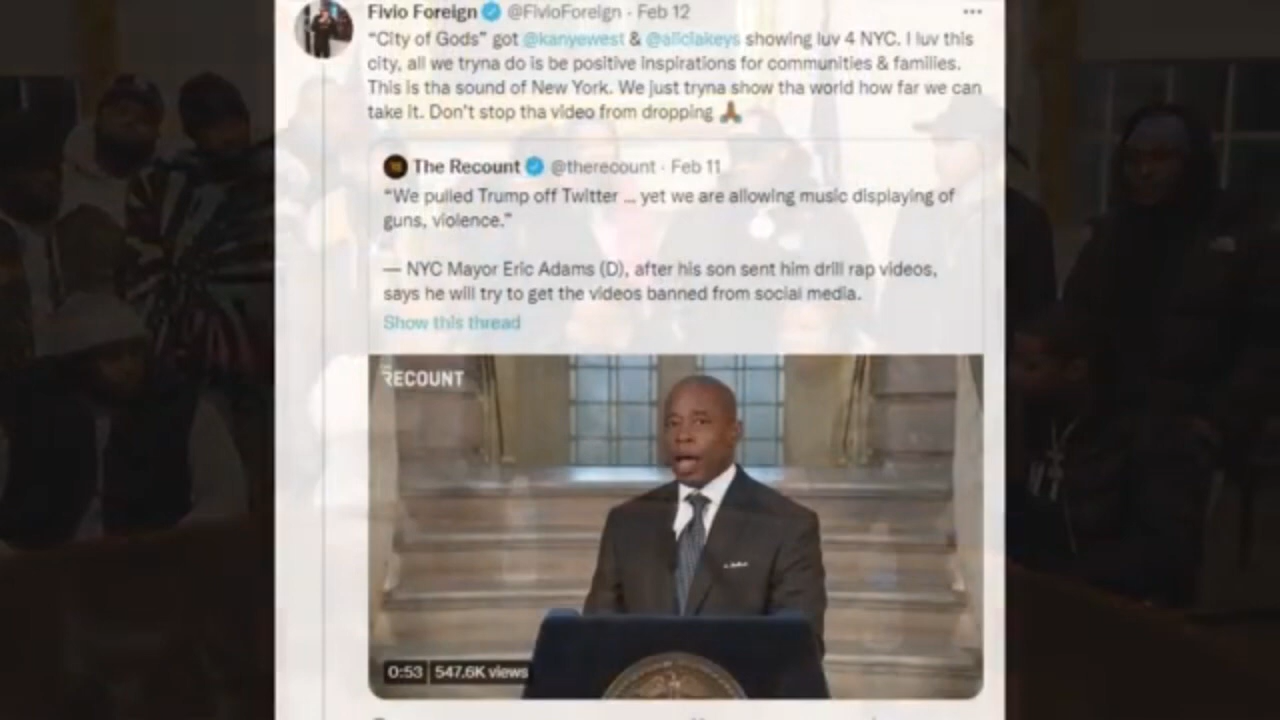 Fivio Foreign @FivioForeign · Feb 12
“City of Gods” got @kanyewest & @aliciakeys showing luv 4 NYC. I luv this
city, all we tryna do is be positive inspirations for communities & families.
This is tha sound of New York. We just tryna show tha world how far we can
take it. Don’t stop tha video from dropping 🙏🏾
The Recount @therecount · Feb 11
“We pulled Trump off Twitter ... yet we are allowing music displaying of
guns, violence.”
— NYC Mayor Eric Adams (D), after his son sent him drill rap videos,
says he will try to get the videos banned from social media.
Show this thread
THE RECOUNT
0:53 547.6K views